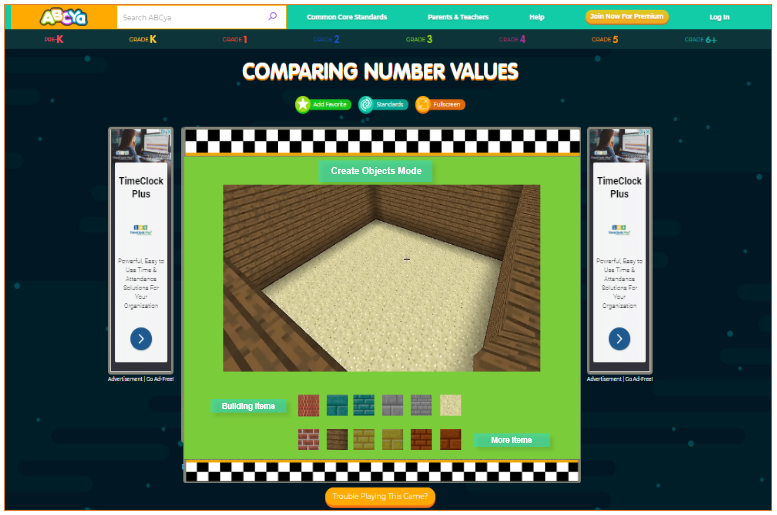 ABCYa
Search ABCya
Common Core Standards
Parents & Teachers
Help
Join Now For Premium
Log In
PRE-K
GRADE K
GRADE 1
GRADE 2
GRADE 3
GRADE 4
GRADE 5
GRADE 6+
COMPARING NUMBER VALUES
Add Favorite
Standards
Fullscreen
TimeClock
Plus
Powerful, Easy to
Use Time &
Attendance
Solutions For
Your
Organization
Advertisement | Go Ad-Free!
Create Objects Mode
Building Items
More Items
TimeClock
Plus
Powerful, Easy to
Use Time &
Attendance
Solutions For
Your
Organization
Advertisement | Go Ad-Free!
Trouble Playing This Game?